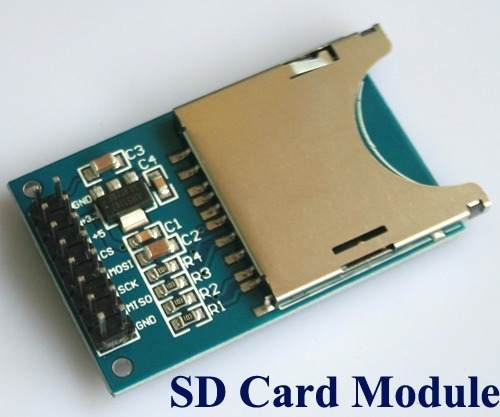 C3
C4
GND
+3
+5
CS
MOSI
SCK
MISO
GND
C1
C2
R4
R3
R2
R1
SD Card Module